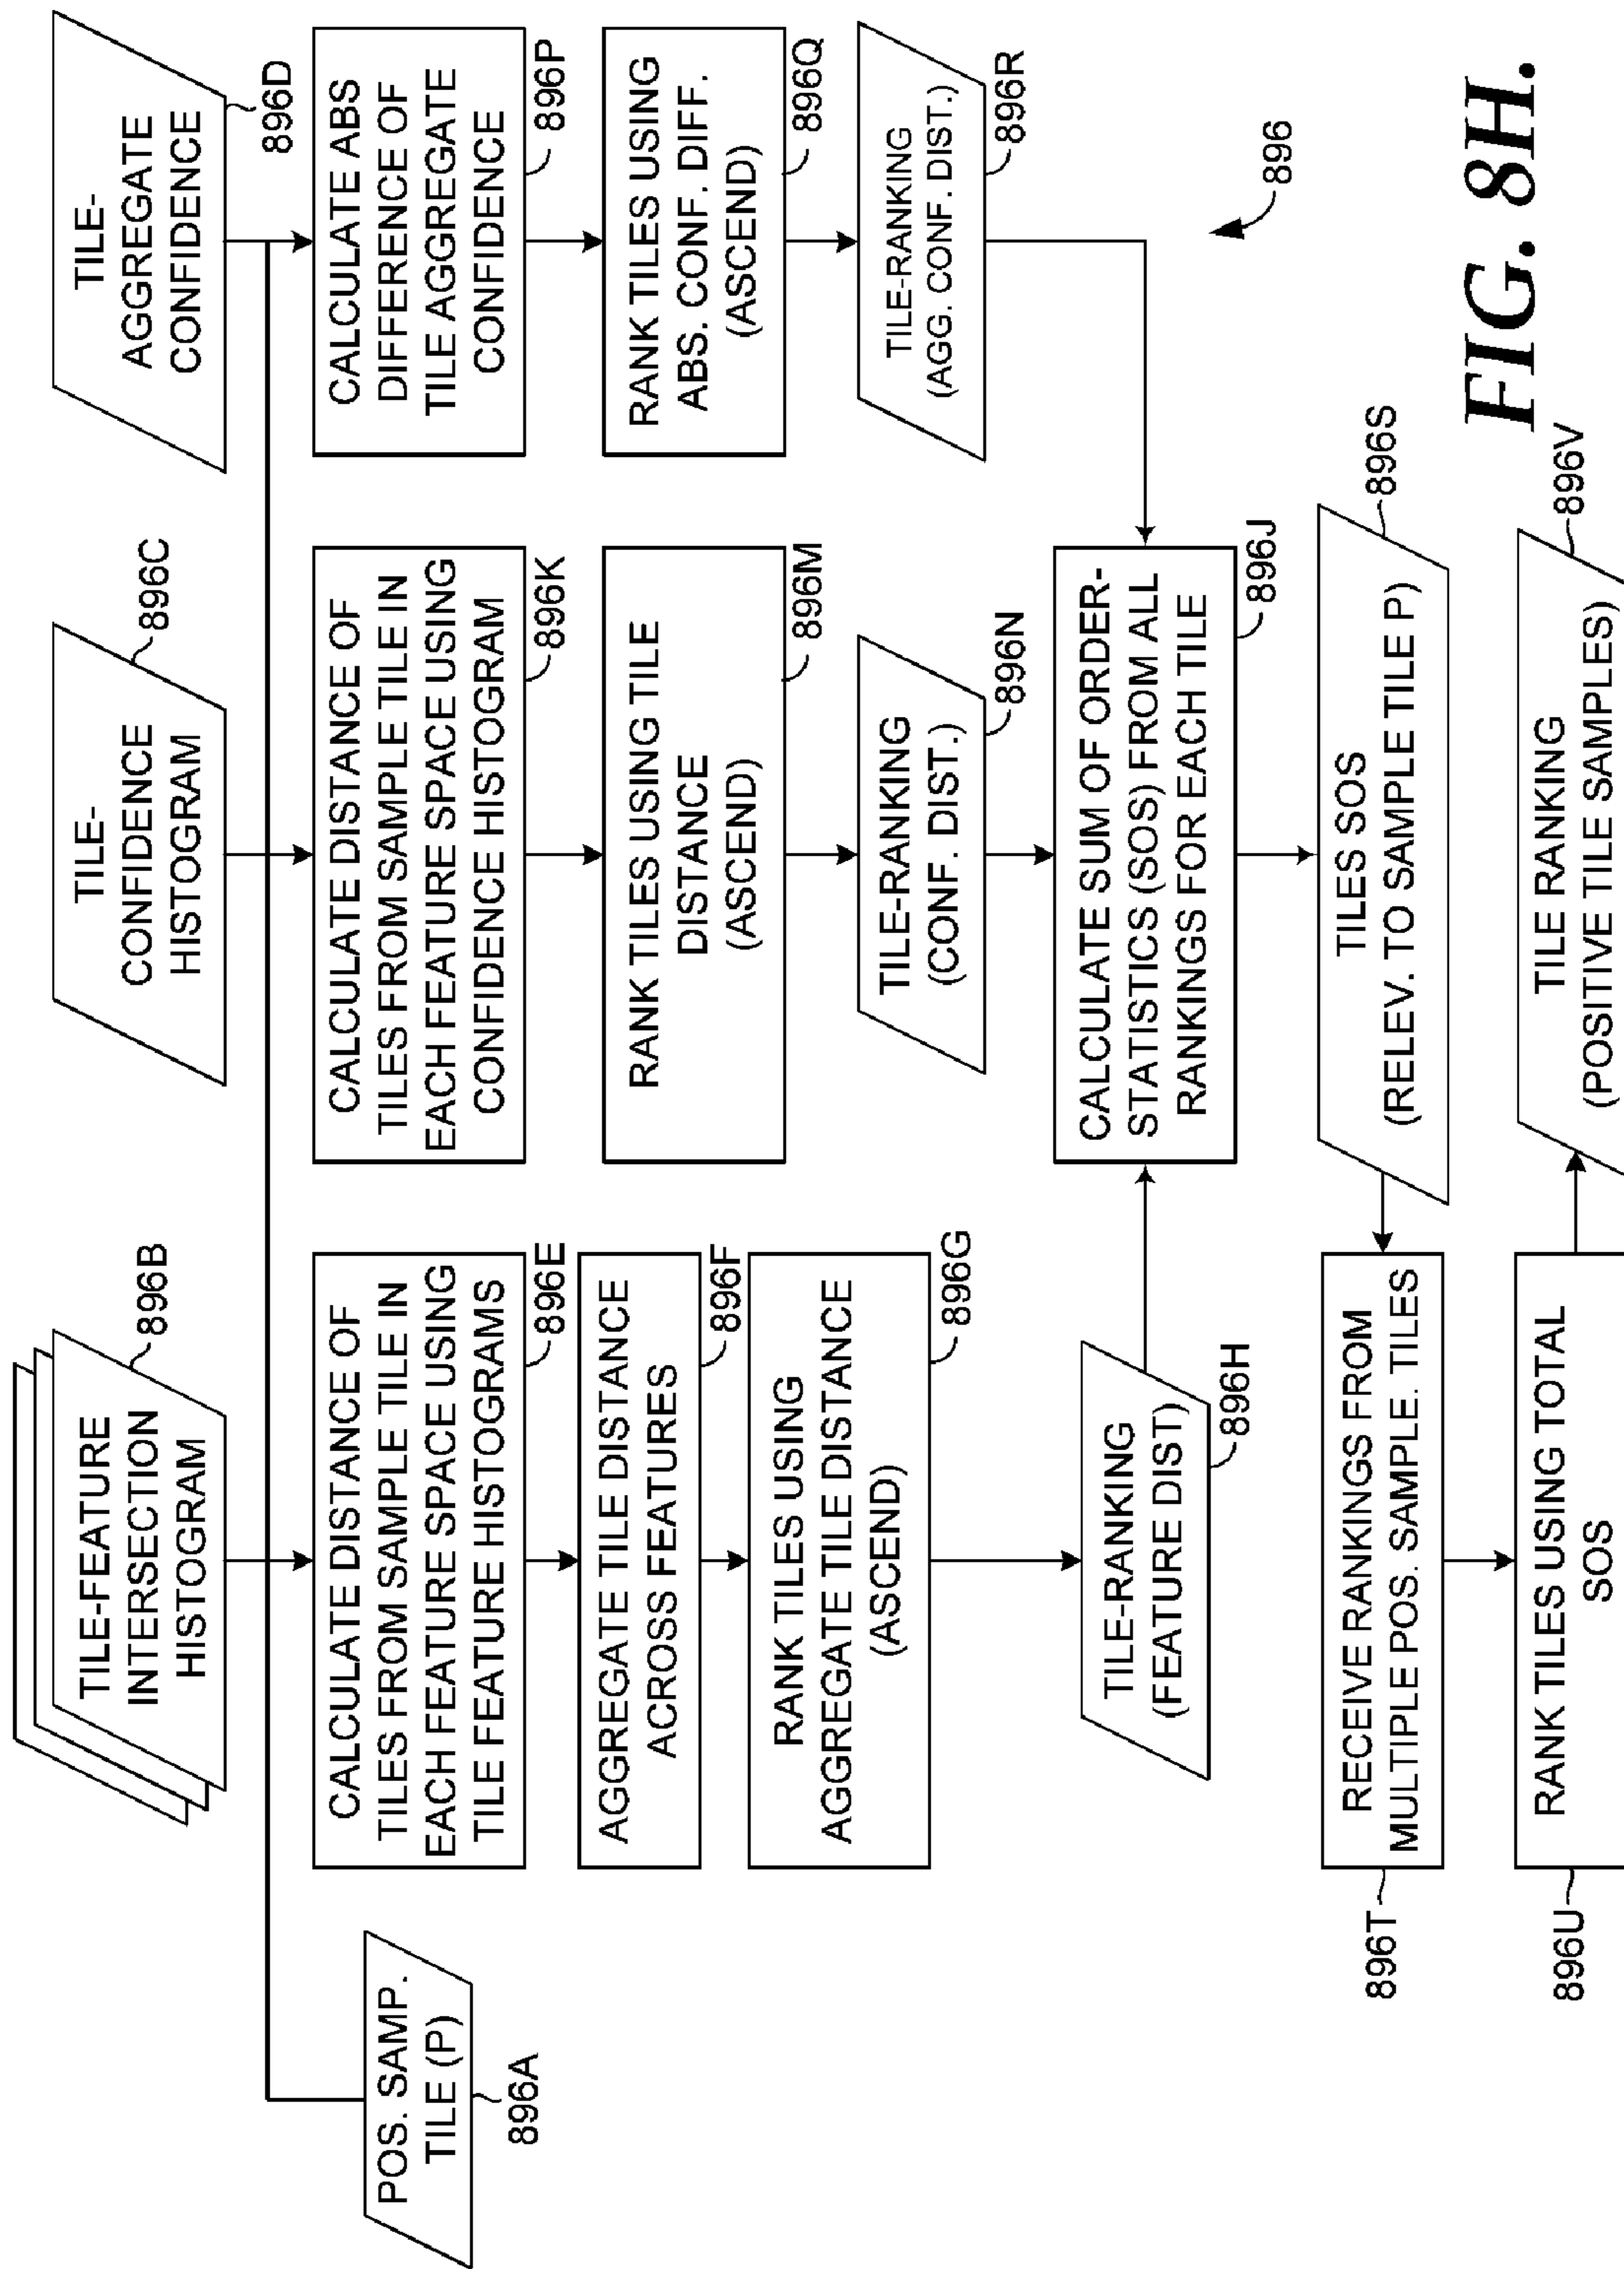 POS. SAMP.
TILE (P)
896A
TILE-FEATURE
INTERSECTION
HISTOGRAM
896B
CALCULATE DISTANCE OF
TILES FROM SAMPLE TILE IN
EACH FEATURE SPACE USING
TILE FEATURE HISTOGRAMS
896E
AGGREGATE TILE DISTANCE
ACROSS FEATURES
896F
RANK TILES USING
AGGREGATE TILE DISTANCE
(ASCEND)
896G
TILE-RANKING
(FEATURE DIST)
896H
TILE-
CONFIDENCE
HISTOGRAM
896C
CALCULATE DISTANCE OF
TILES FROM SAMPLE TILE IN
EACH FEATURE SPACE USING
CONFIDENCE HISTOGRAM
896K
RANK TILES USING TILE
DISTANCE
(ASCEND)
896M
TILE-RANKING
(CONF. DIST.)
896N
TILE-
AGGREGATE
CONFIDENCE
896D
CALCULATE ABS
DIFFERENCE OF
TILE AGGREGATE
CONFIDENCE
896P
RANK TILES USING
ABS. CONF. DIFF.
(ASCEND)
896Q
TILE-RANKING
(AGG. CONF. DIST.)
896R
CALCULATE SUM OF ORDER-
STATISTICS (SOS) FROM ALL
RANKINGS FOR EACH TILE
896J
896
TILES SOS
(RELEV. TO SAMPLE TILE P)
896S
RECEIVE RANKINGS FROM
MULTIPLE POS. SAMPLE. TILES
896T
RANK TILES USING TOTAL
SOS
896U
TILE RANKING
(POSITIVE TILE SAMPLES)
896V
FIG. 8H.